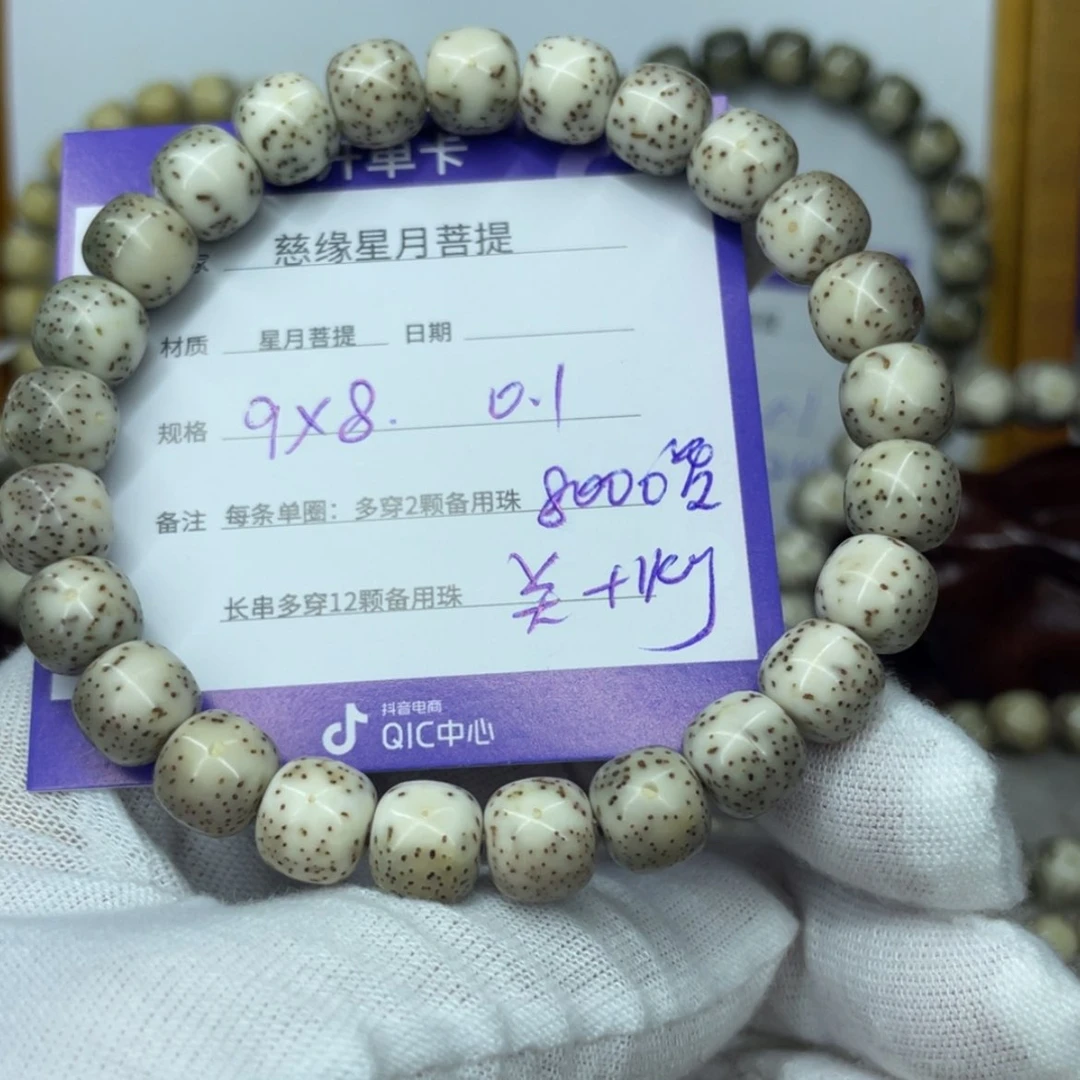 开单卡
慈缘星月菩提
材质 星月菩提 日期
规格 9X8. 0.1
备注 每条单圈：多穿2颗备用珠 8000
长串多穿12颗备用珠 +1Ky
抖音电商
QIC中心